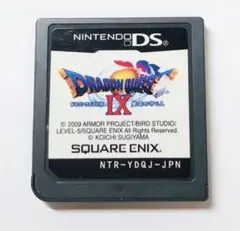 NINTENDO DS
DRAGON QUEST
IX
© 2009 ARMOR PROJECT/BIRD STUDIO/
LEVEL-5/SQUARE ENIX All Rights Reserved.
© KOICHI SUGIYAMA
SQUARE ENIX
NTR-YDQJ-JPN